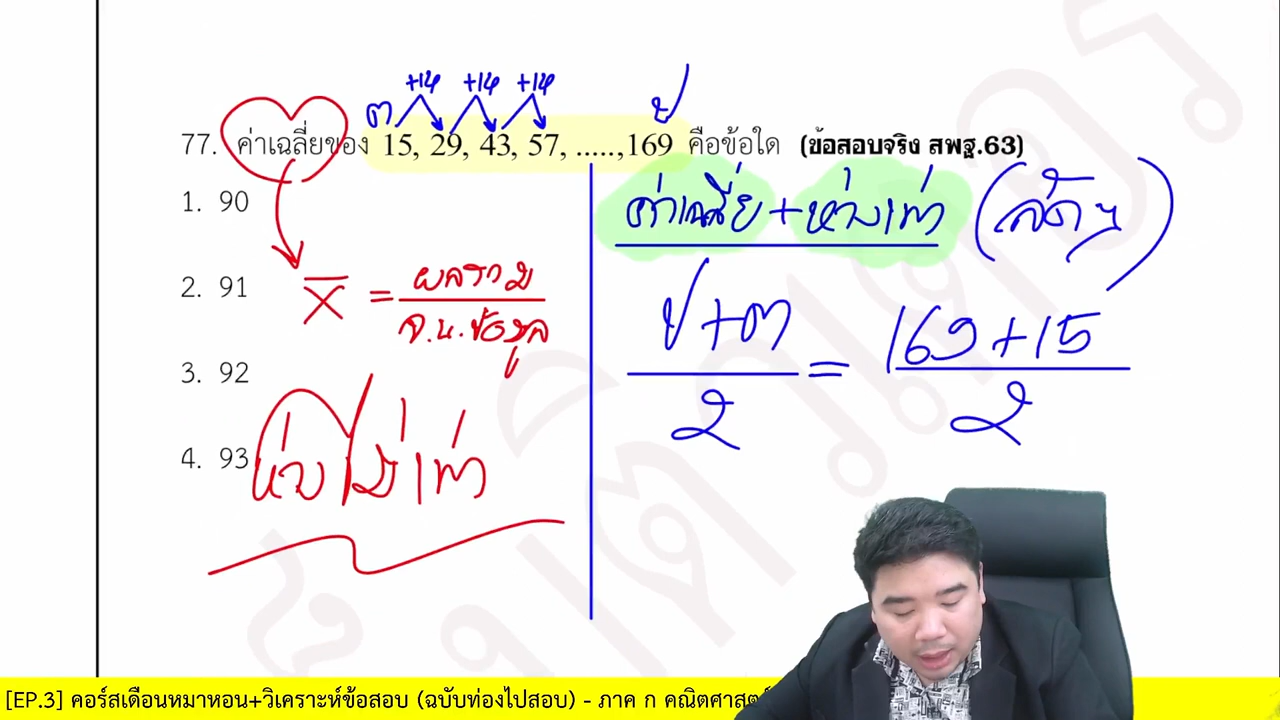 +14 +14 +14
ต ป
77. ค่าเฉลี่ยของ 15, 29, 43, 57, .....,169 คือข้อใด (ข้อสอบจริง สพฐ.63)
1. 90
ค่าเฉลี่ย+ห่างเท่า (ลัดๆ)
2. 91
X̄ = ผลรวม
จ.น.ข้อมูล
ป+ต
2
= 169+15
2
3. 92
4. 93
ห่างไม่เท่า
[EP.3] คอร์สเดือนหมาหอน+วิเคราะห์ข้อสอบ (ฉบับท่องไปสอบ) - ภาค ก คณิตศาสตร์